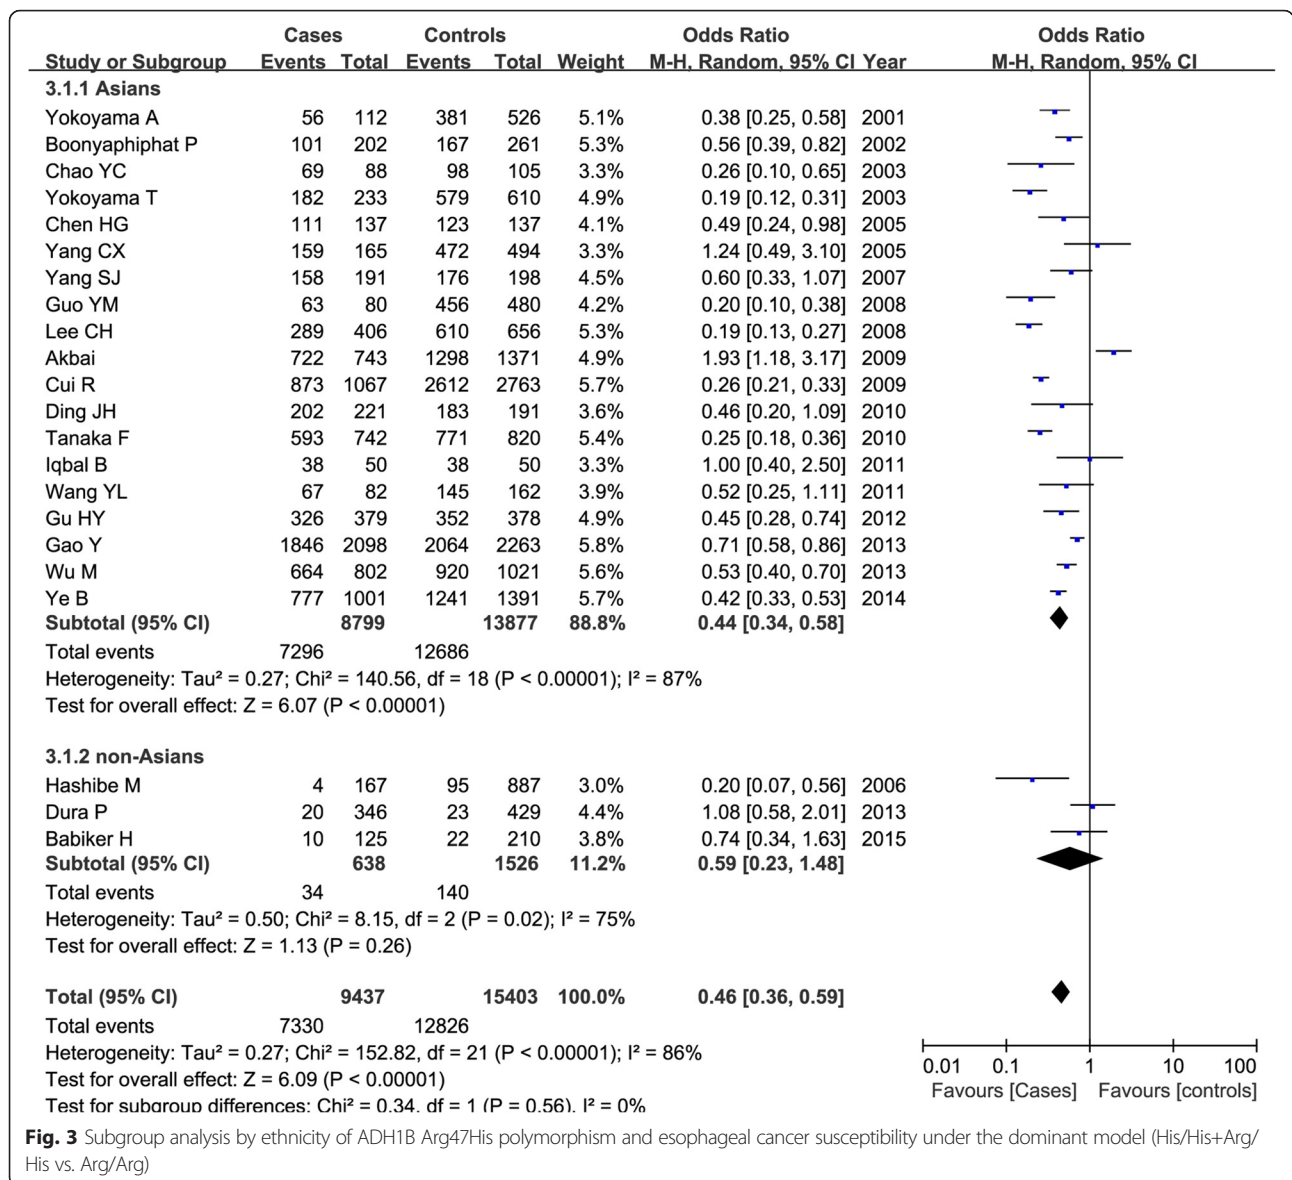 Cases Controls Odds Ratio Odds Ratio
Study or Subgroup Events Total Events Total Weight M-H, Random, 95% CI Year M-H, Random, 95% CI
3.1.1 Asians
Yokoyama A 56 112 381 526 5.1% 0.38 [0.25, 0.58] 2001
Boonyaphiphat P 101 202 167 261 5.3% 0.56 [0.39, 0.82] 2002
Chao YC 69 88 98 105 3.3% 0.26 [0.10, 0.65] 2003
Yokoyama T 182 233 579 610 4.9% 0.19 [0.12, 0.31] 2003
Chen HG 111 137 123 137 4.1% 0.49 [0.24, 0.98] 2005
Yang CX 159 165 472 494 3.3% 1.24 [0.49, 3.10] 2005
Yang SJ 158 191 176 198 4.5% 0.60 [0.33, 1.07] 2007
Guo YM 63 80 456 480 4.2% 0.20 [0.10, 0.38] 2008
Lee CH 289 406 610 656 5.3% 0.19 [0.13, 0.27] 2008
Akbai 722 743 1298 1371 4.9% 1.93 [1.18, 3.17] 2009
Cui R 873 1067 2612 2763 5.7% 0.26 [0.21, 0.33] 2009
Ding JH 202 221 183 191 3.6% 0.46 [0.20, 1.09] 2010
Tanaka F 593 742 771 820 5.4% 0.25 [0.18, 0.36] 2010
Iqbal B 38 50 38 50 3.3% 1.00 [0.40, 2.50] 2011
Wang YL 67 82 145 162 3.9% 0.52 [0.25, 1.11] 2011
Gu HY 326 379 352 378 4.9% 0.45 [0.28, 0.74] 2012
Gao Y 1846 2098 2064 2263 5.8% 0.71 [0.58, 0.86] 2013
Wu M 664 802 920 1021 5.6% 0.53 [0.40, 0.70] 2013
Ye B 777 1001 1241 1391 5.7% 0.42 [0.33, 0.53] 2014
Subtotal (95% CI) 8799 13877 88.8% 0.44 [0.34, 0.58]
Total events 7296 12686
Heterogeneity: Tau² = 0.27; Chi² = 140.56, df = 18 (P < 0.00001); I² = 87%
Test for overall effect: Z = 6.07 (P < 0.00001)
3.1.2 non-Asians
Hashibe M 4 167 95 887 3.0% 0.20 [0.07, 0.56] 2006
Dura P 20 346 23 429 4.4% 1.08 [0.58, 2.01] 2013
Babiker H 10 125 22 210 3.8% 0.74 [0.34, 1.63] 2015
Subtotal (95% CI) 638 1526 11.2% 0.59 [0.23, 1.48]
Total events 34 140
Heterogeneity: Tau² = 0.50; Chi² = 8.15, df = 2 (P = 0.02); I² = 75%
Test for overall effect: Z = 1.13 (P = 0.26)
Total (95% CI) 9437 15403 100.0% 0.46 [0.36, 0.59]
Total events 7330 12826
Heterogeneity: Tau² = 0.27; Chi² = 152.82, df = 21 (P < 0.00001); I² = 86%
Test for overall effect: Z = 6.09 (P < 0.00001)
Test for subgroup differences: Chi² = 0.34, df = 1 (P = 0.56), I² = 0%
0.01 0.1 1 10 100
Favours [Cases] Favours [controls]
Fig. 3 Subgroup analysis by ethnicity of ADH1B Arg47His polymorphism and esophageal cancer susceptibility under the dominant model (His/His+Arg/
His vs. Arg/Arg)